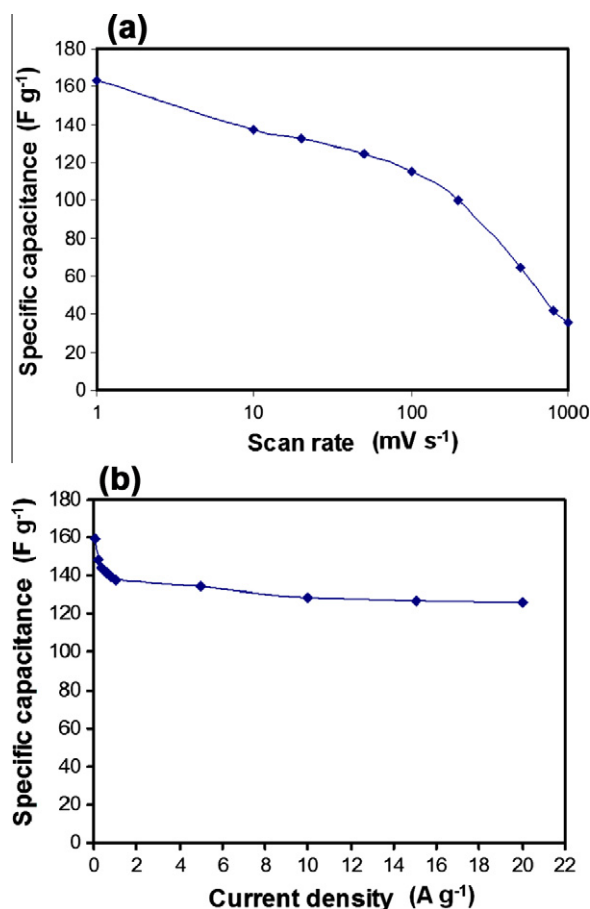 (a)
Specific capacitance (F g⁻¹)
180
160
140
120
100
80
60
40
20
0
1 10 100 1000
Scan rate (mV s⁻¹)
(b)
Specific capacitance (F g⁻¹)
180
160
140
120
100
80
60
40
20
0
0 2 4 6 8 10 12 14 16 18 20 22
Current density (A g⁻¹)